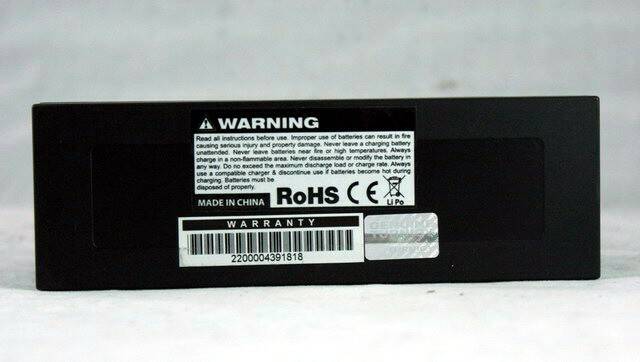 WARNING
Read all instructions before use. Improper use of batteries can result in fire
causing serious injury and property damage. Never leave a charging battery
unattended. Never leave batteries near fire or high temperatures. Always
charge in a non-flammable area. Never disassemble or modify the battery in
any way. Do no exceed the maximum discharge load or charge rates. Always
use a compatible charger & discontinue use if batteries become hot during
charging. Batteries must be
disposed of properly.
MADE IN CHINA RoHS CE Li Po
WARRANTY
2200004391818